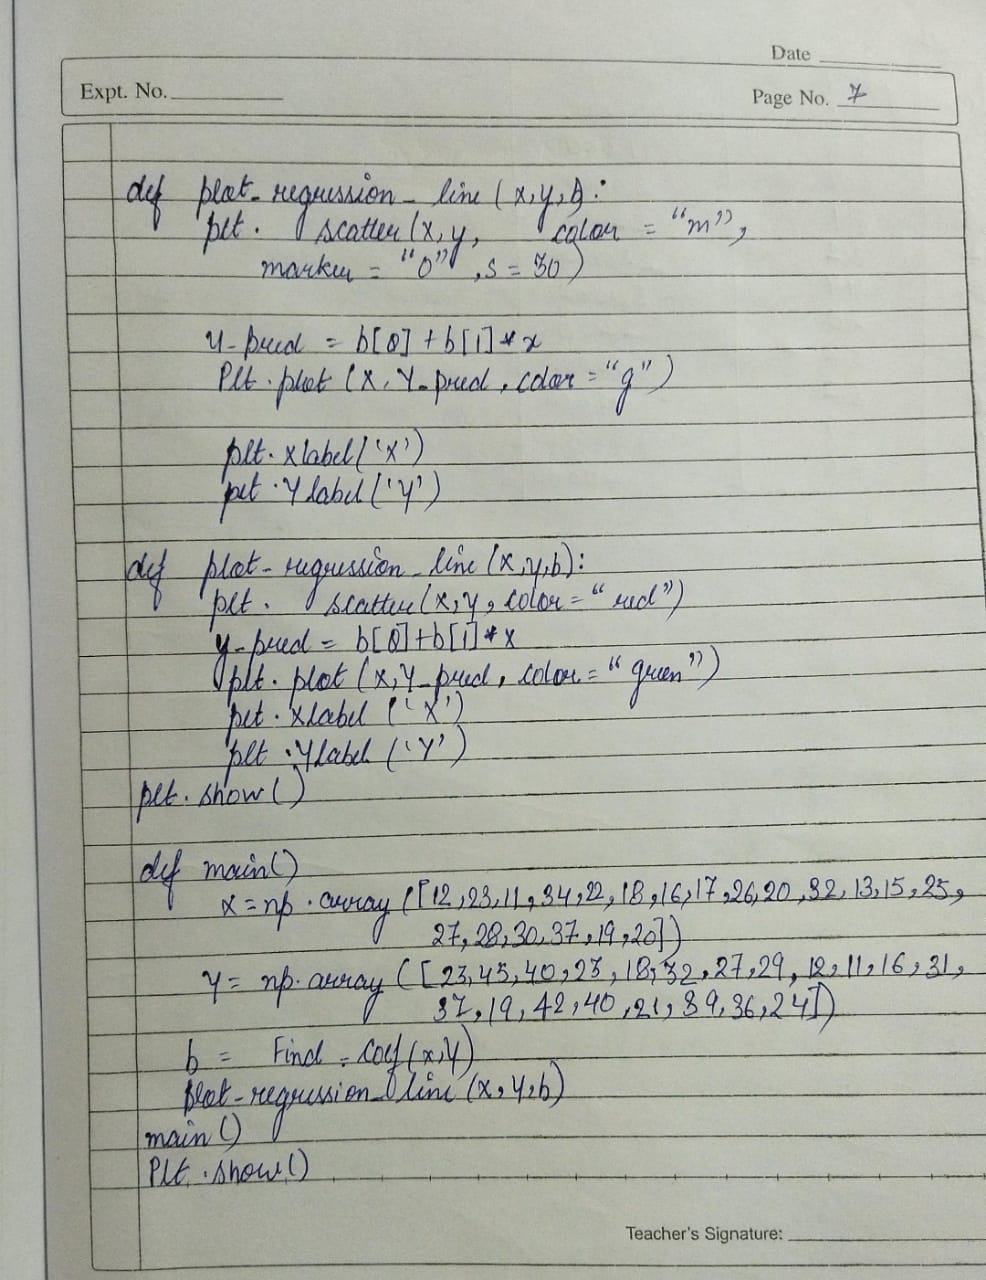 Date
Expt. No.
Page No. 7
def plot_regression_line (x,y,b):
plt. scatter (x,y, color = "m",
marker = "o", s = 30)
y_pred = b[0] + b[1]*x
Plt. plot (x, y_pred, color = "g")
plt. xlabel ('x')
plt. Ylabel ('y')
def plot_regression_line (x,y,b):
plt. scatter (x,y, color = "red")
y_pred = b[0]+b[1]*x
plt. plot (x,y_pred, color = "green")
plt. xlabel ('X')
plt. Ylabel ('Y')
plt. show ()
def main()
x = np. array ([12,23,11,34,22,18,16,17,26,20,32,13,15,25,
27,28,30,37,19,20])
y = np. array ([23,45,40,23,18,32,27,29,12,11,16,31,
37,19,42,40,21,39,36,24])
b = Find_coef (x,y)
plot_regression_line (x,y,b)
main ()
Plt. show ()
Teacher's Signature: